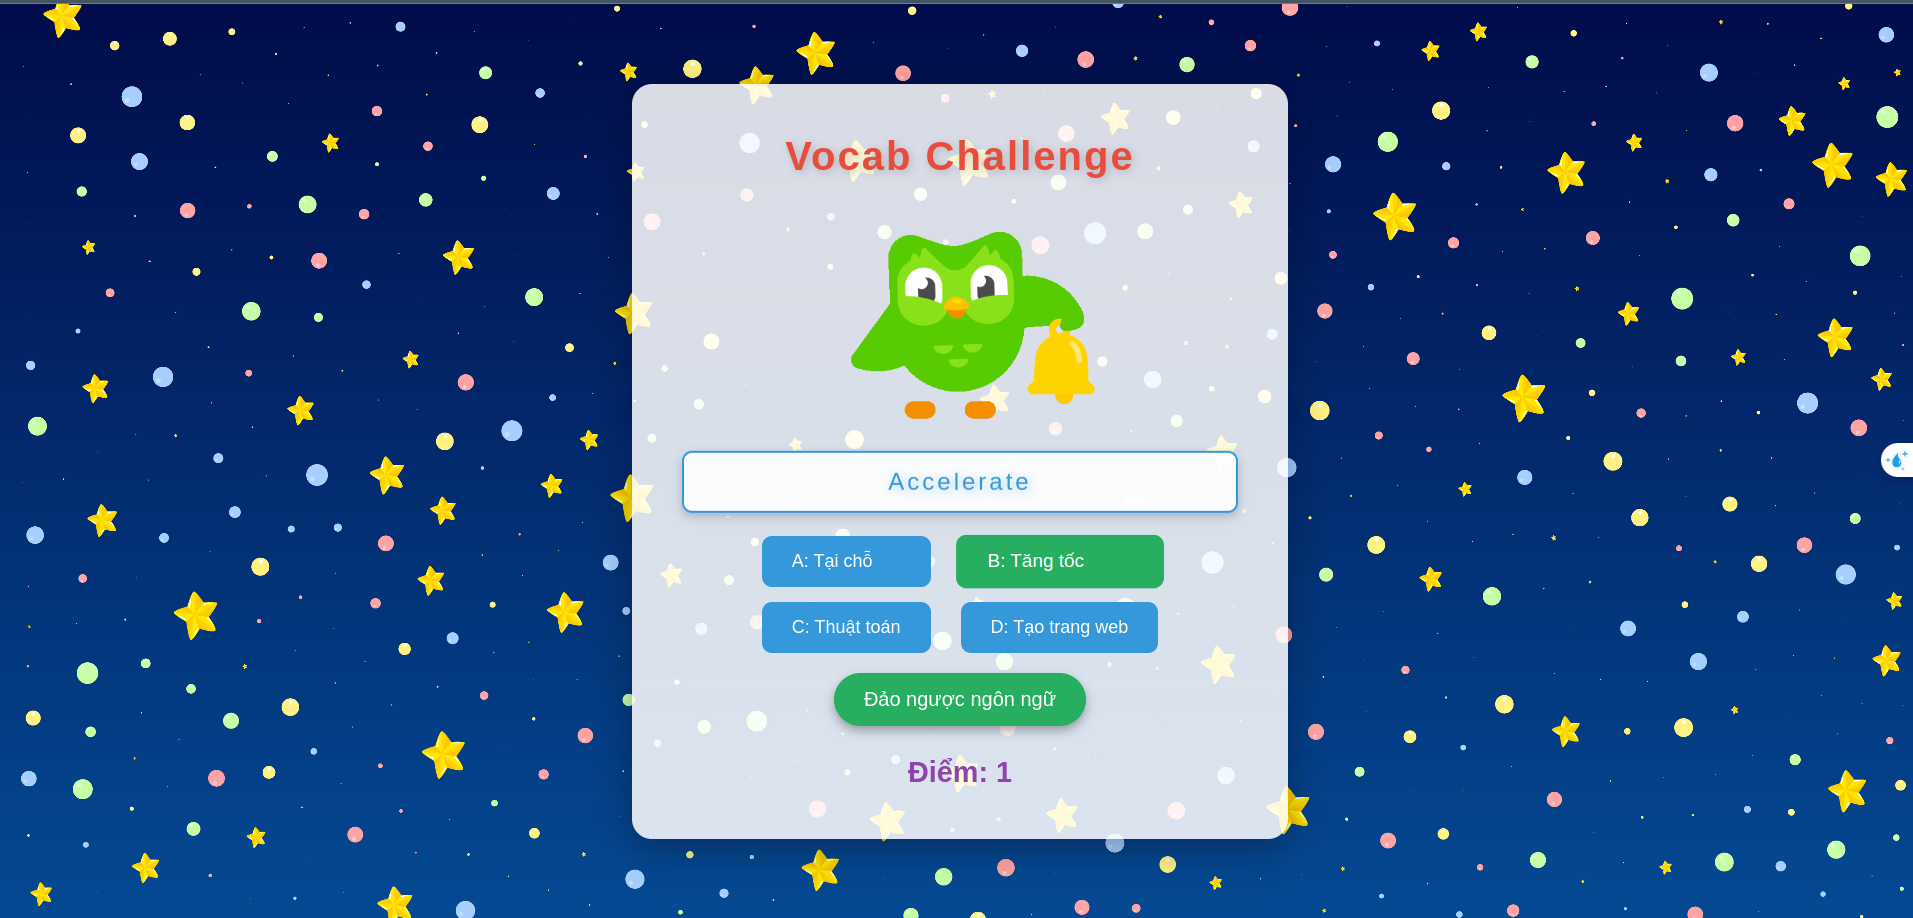 Vocab Challenge
Accelerate
A: Tại chỗ
B: Tăng tốc
C: Thuật toán
D: Tạo trang web
Đảo ngược ngôn ngữ
Điểm: 1